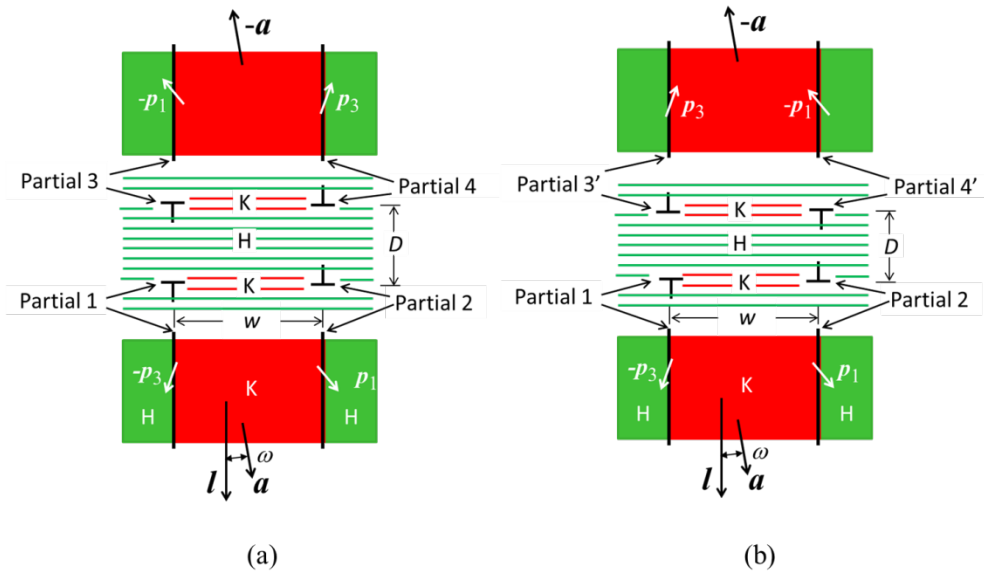 -a
-p1
p3
Partial 3
Partial 4
K
H
D
K
Partial 1
Partial 2
w
-p3
p1
K
H
H
ω
l
a
(a)
-a
p3
-p1
Partial 3'
Partial 4'
K
H
D
K
Partial 1
Partial 2
w
-p3
p1
K
H
H
ω
l
a
(b)